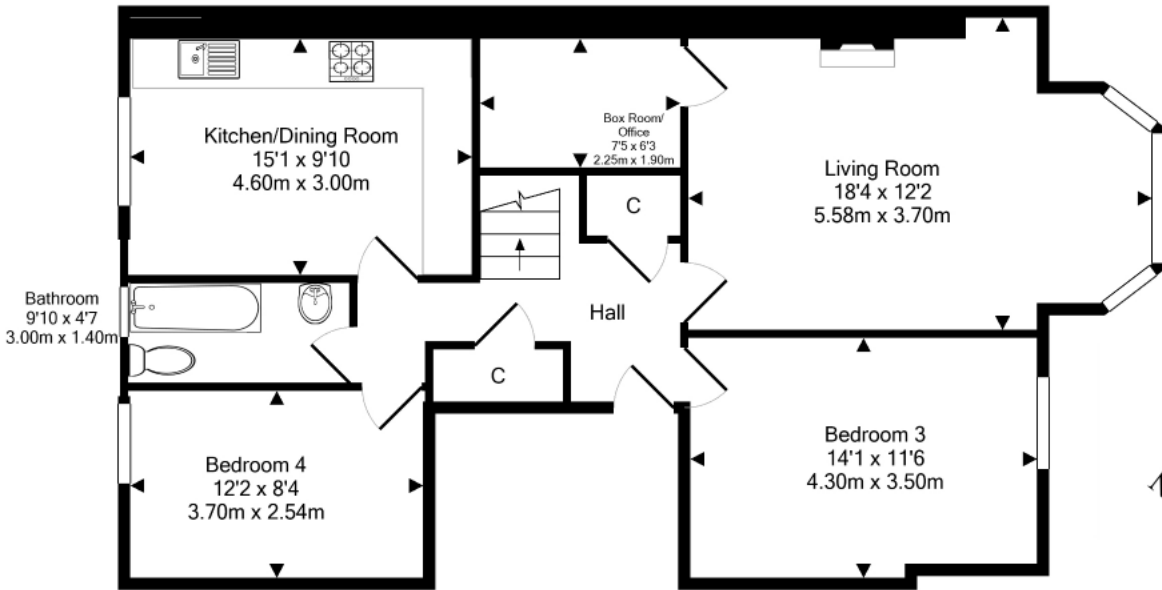 Kitchen/Dining Room
15'1 x 9'10
4.60m x 3.00m
Box Room/
Office
7'5 x 6'3
2.25m x 1.90m
Living Room
18'4 x 12'2
5.58m x 3.70m
C
Bathroom
9'10 x 4'7
3.00m x 1.40m
Hall
C
Bedroom 4
12'2 x 8'4
3.70m x 2.54m
Bedroom 3
14'1 x 11'6
4.30m x 3.50m